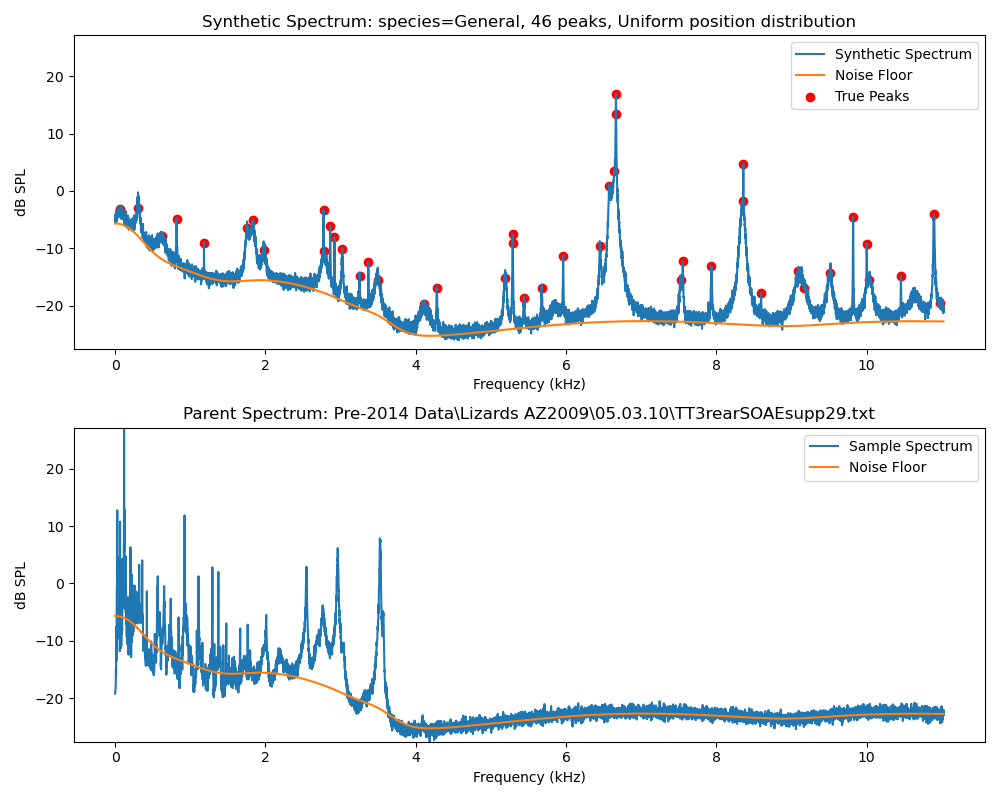 Synthetic Spectrum: species=General, 46 peaks, Uniform position distribution
dB SPL
20
10
0
−10
−20
Synthetic Spectrum
Noise Floor
True Peaks
0 2 4 6 8 10
Frequency (kHz)
Parent Spectrum: Pre-2014 Data\Lizards AZ2009\05.03.10\TT3rearSOAEsupp29.txt
dB SPL
20
10
0
−10
−20
Sample Spectrum
Noise Floor
0 2 4 6 8 10
Frequency (kHz)